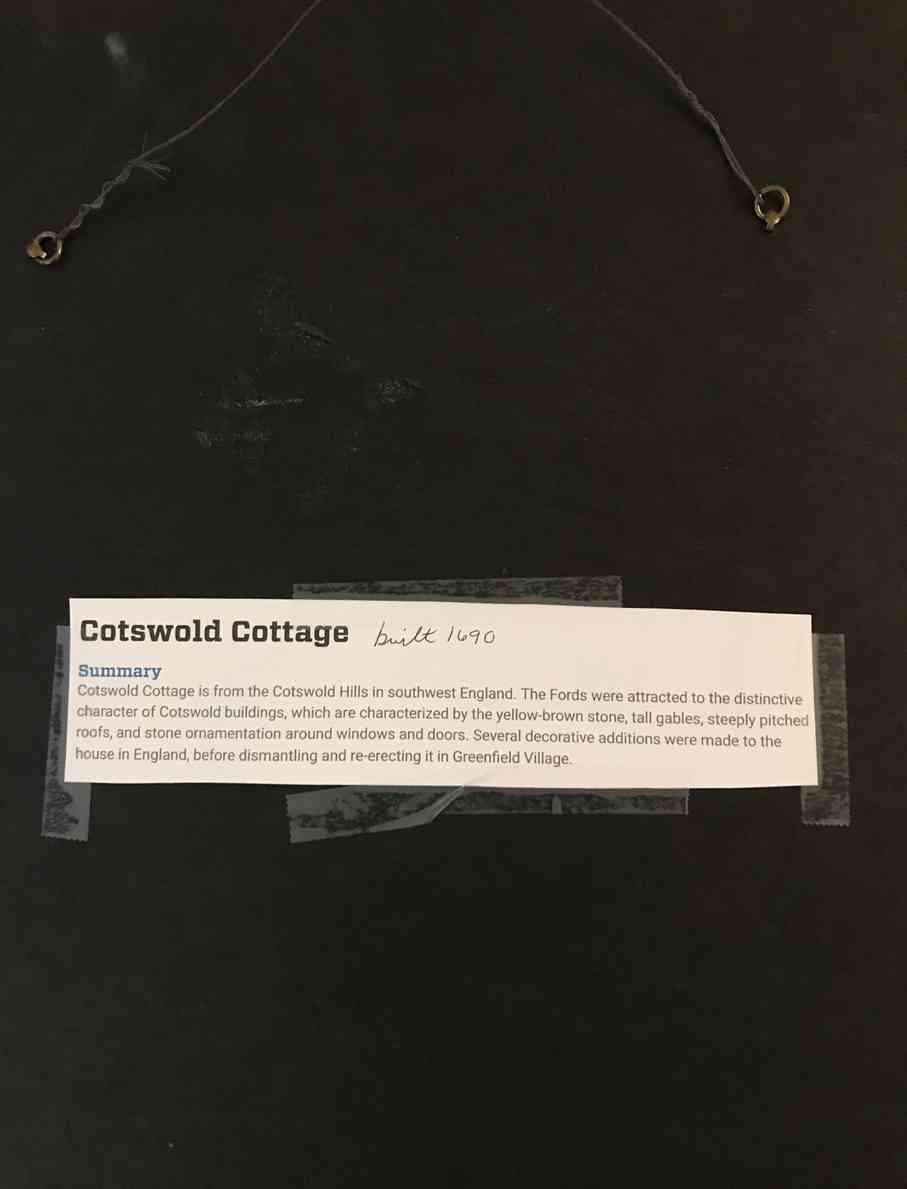 Cotswold Cottage built 1690
Summary
Cotswold Cottage is from the Cotswold Hills in southwest England. The Fords were attracted to the distinctive
character of Cotswold buildings, which are characterized by the yellow-brown stone, tall gables, steeply pitched
roofs, and stone ornamentation around windows and doors. Several decorative additions were made to the
house in England, before dismantling and re-erecting it in Greenfield Village.